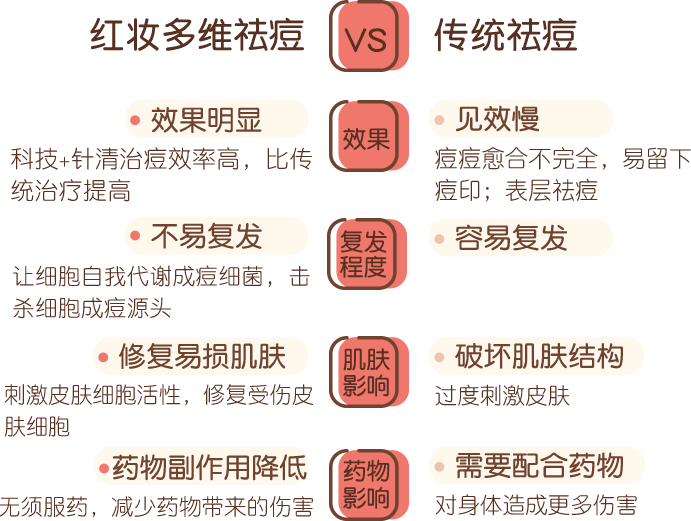 红妆多维祛痘 VS 传统祛痘
效果明显
科技+针清治痘效率高，比传
统治疗提高
效果
见效慢
痘痘愈合不完全，易留下
痘印；表层祛痘
不易复发
让细胞自我代谢成痘细菌，击
杀细胞成痘源头
复发
程度
容易复发
修复易损肌肤
刺激皮肤细胞活性，修复受伤皮
肤细胞
肌肤
影响
破坏肌肤结构
过度刺激皮肤
药物副作用降低
无须服药，减少药物带来的伤害
药物
影响
需要配合药物
对身体造成更多伤害